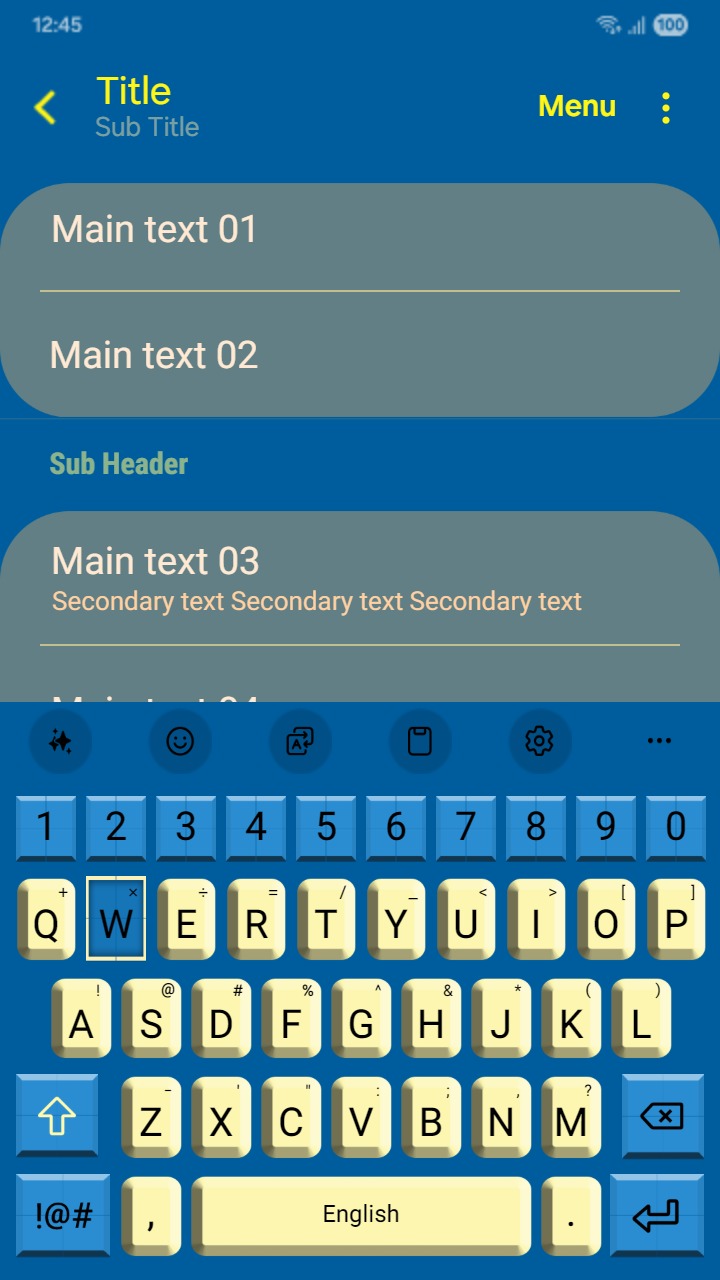 12:45
100
Title
Sub Title
Menu
Main text 01
Main text 02
Sub Header
Main text 03
Secondary text Secondary text Secondary text
1 2 3 4 5 6 7 8 9 0
+ × ÷ = / _ < > [ ]
Q W E R T Y U I O P
! @ # % ^ & * ( )
A S D F G H J K L
- ' " : ; , ?
Z X C V B N M
!@# , English .